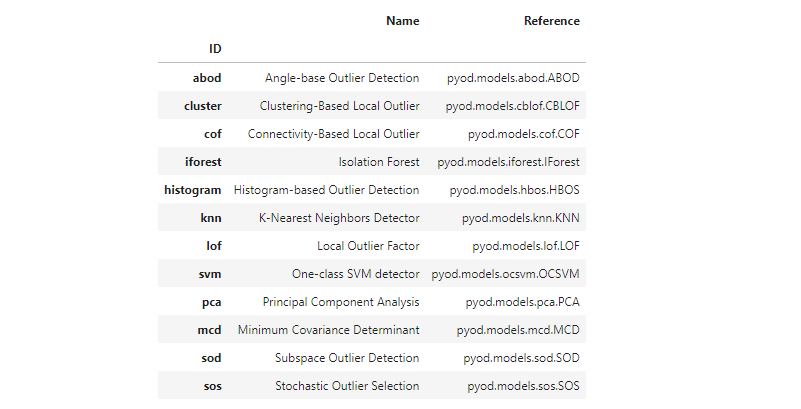 Name Reference
ID
abod Angle-base Outlier Detection pyod.models.abod.ABOD
cluster Clustering-Based Local Outlier pyod.models.cblof.CBLOF
cof Connectivity-Based Local Outlier pyod.models.cof.COF
iforest Isolation Forest pyod.models.iforest.IForest
histogram Histogram-based Outlier Detection pyod.models.hbos.HBOS
knn K-Nearest Neighbors Detector pyod.models.knn.KNN
lof Local Outlier Factor pyod.models.lof.LOF
svm One-class SVM detector pyod.models.ocsvm.OCSVM
pca Principal Component Analysis pyod.models.pca.PCA
mcd Minimum Covariance Determinant pyod.models.mcd.MCD
sod Subspace Outlier Detection pyod.models.sod.SOD
sos Stochastic Outlier Selection pyod.models.sos.SOS